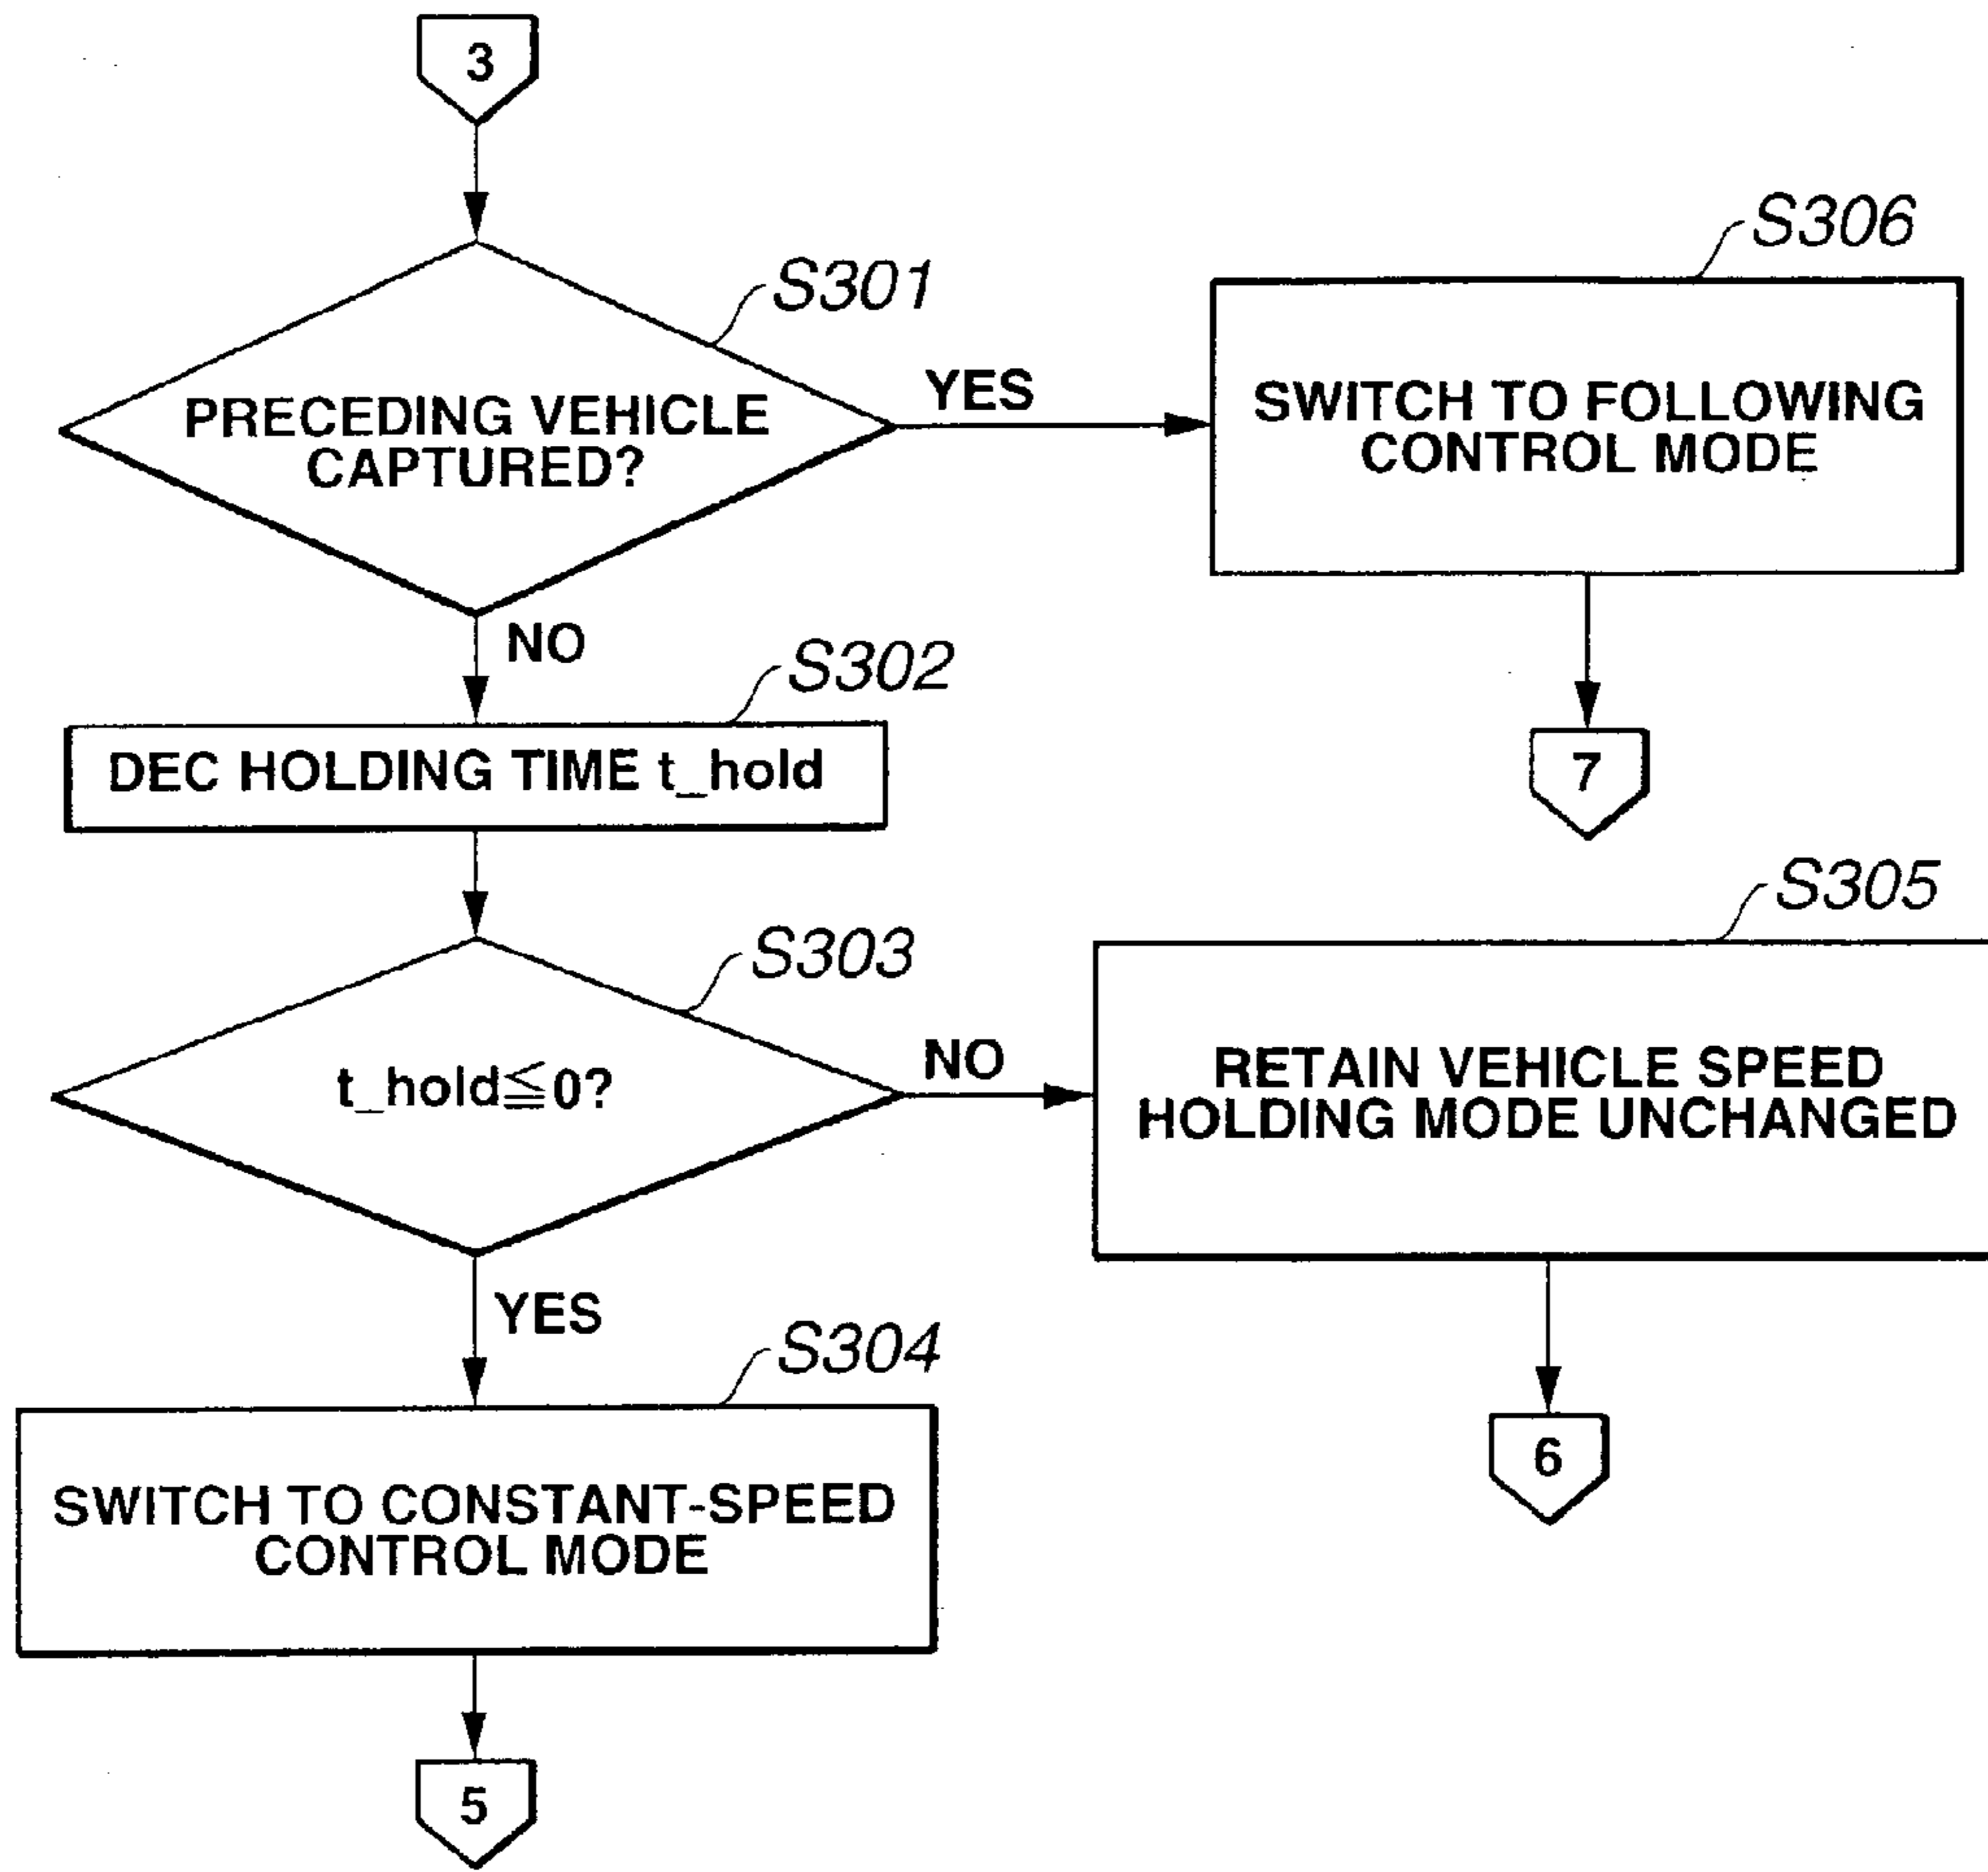 3
S301
PRECEDING VEHICLE
CAPTURED?
YES
S306
SWITCH TO FOLLOWING
CONTROL MODE
7
NO
S302
DEC HOLDING TIME t_hold
S303
t_hold≦0?
NO
S305
RETAIN VEHICLE SPEED
HOLDING MODE UNCHANGED
6
YES
S304
SWITCH TO CONSTANT-SPEED
CONTROL MODE
5